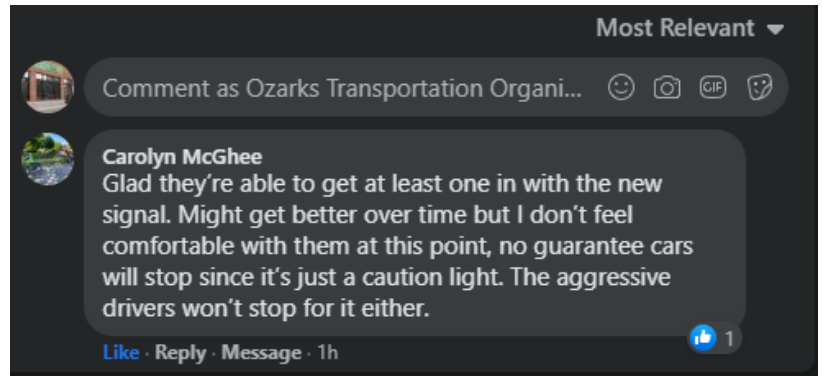 Most Relevant
Comment as Ozarks Transportation Organi...
GIF
Carolyn McGhee
Glad they're able to get at least one in with the new
signal. Might get better over time but I don't feel
comfortable with them at this point, no guarantee cars
will stop since it's just a caution light. The aggressive
drivers won't stop for it either.
1
Like · Reply · Message · 1h